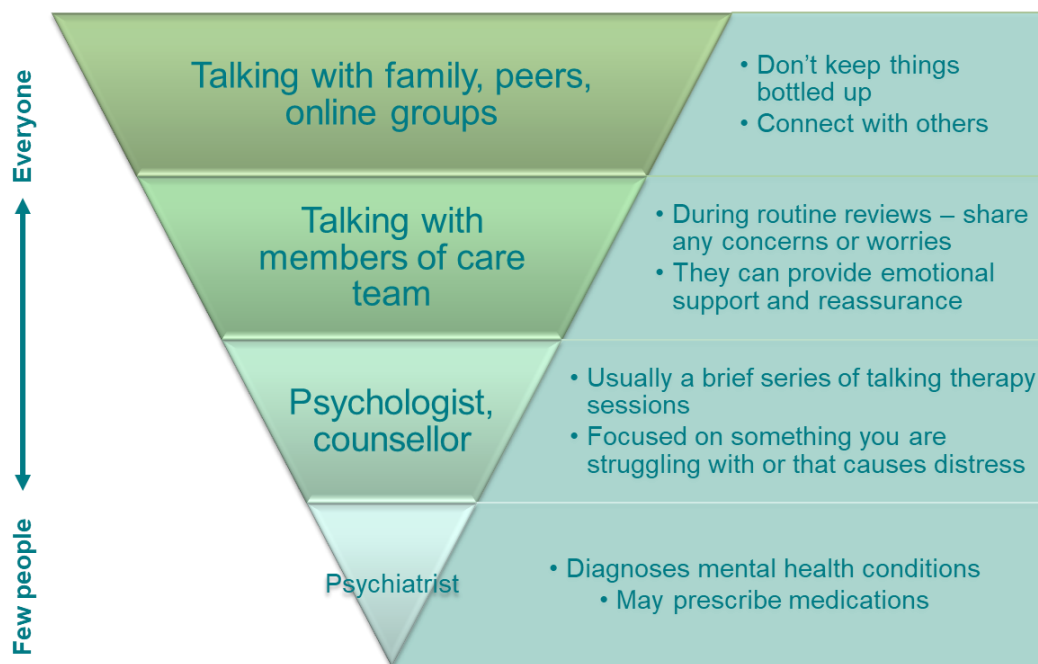 Everyone
Talking with family, peers,
online groups
• Don’t keep things
bottled up
• Connect with others
Talking with
members of care
team
• During routine reviews – share
any concerns or worries
• They can provide emotional
support and reassurance
Psychologist,
counsellor
• Usually a brief series of talking therapy
sessions
• Focused on something you are
struggling with or that causes distress
Few people
Psychiatrist
• Diagnoses mental health conditions
• May prescribe medications